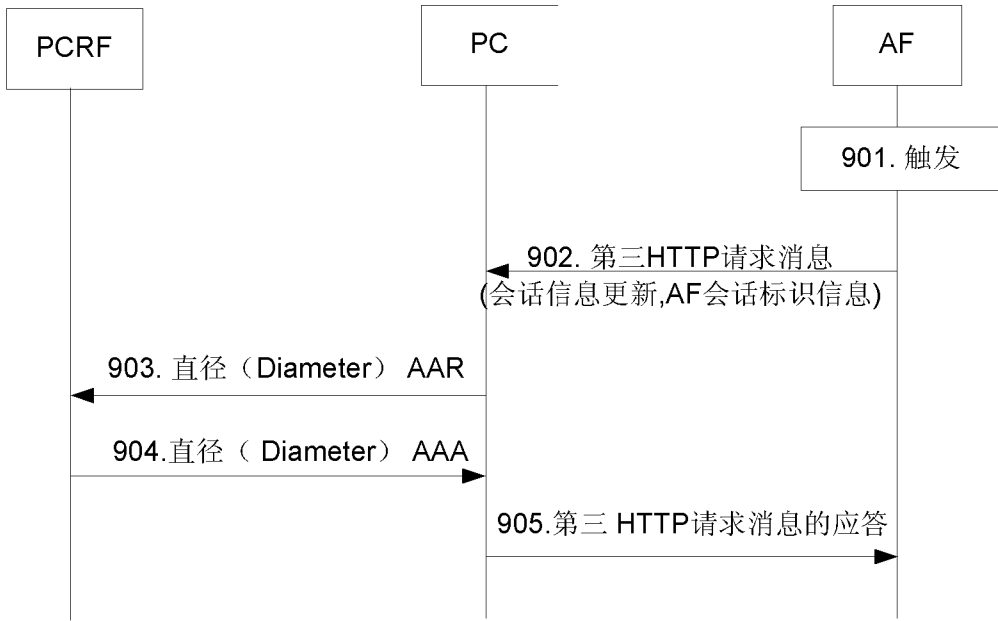 PCRF
PC
AF
901. 触发
902. 第三HTTP请求消息
(会话信息更新,AF会话标识信息)
903. 直径（Diameter） AAR
904.直径（ Diameter） AAA
905.第三 HTTP请求消息的应答